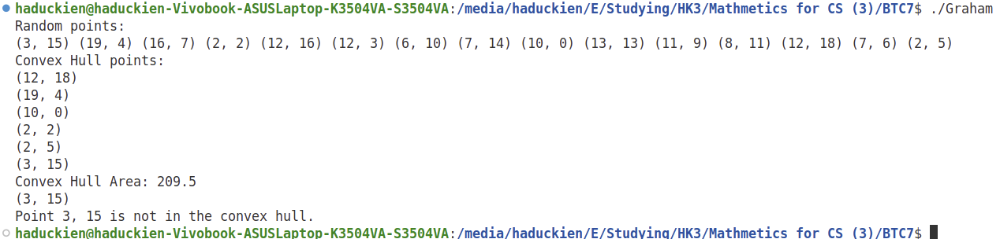 haduckien@haduckien-Vivobook-ASUSLaptop-K3504VA-S3504VA:/media/haduckien/E/Studying/HK3/Mathmetics for CS (3)/BTC7$ ./Graham
Random points:
(3, 15) (19, 4) (16, 7) (2, 2) (12, 16) (12, 3) (6, 10) (7, 14) (10, 0) (13, 13) (11, 9) (8, 11) (12, 18) (7, 6) (2, 5)
Convex Hull points:
(12, 18)
(19, 4)
(10, 0)
(2, 2)
(2, 5)
(3, 15)
Convex Hull Area: 209.5
(3, 15)
Point 3, 15 is not in the convex hull.
haduckien@haduckien-Vivobook-ASUSLaptop-K3504VA-S3504VA:/media/haduckien/E/Studying/HK3/Mathmetics for CS (3)/BTC7$